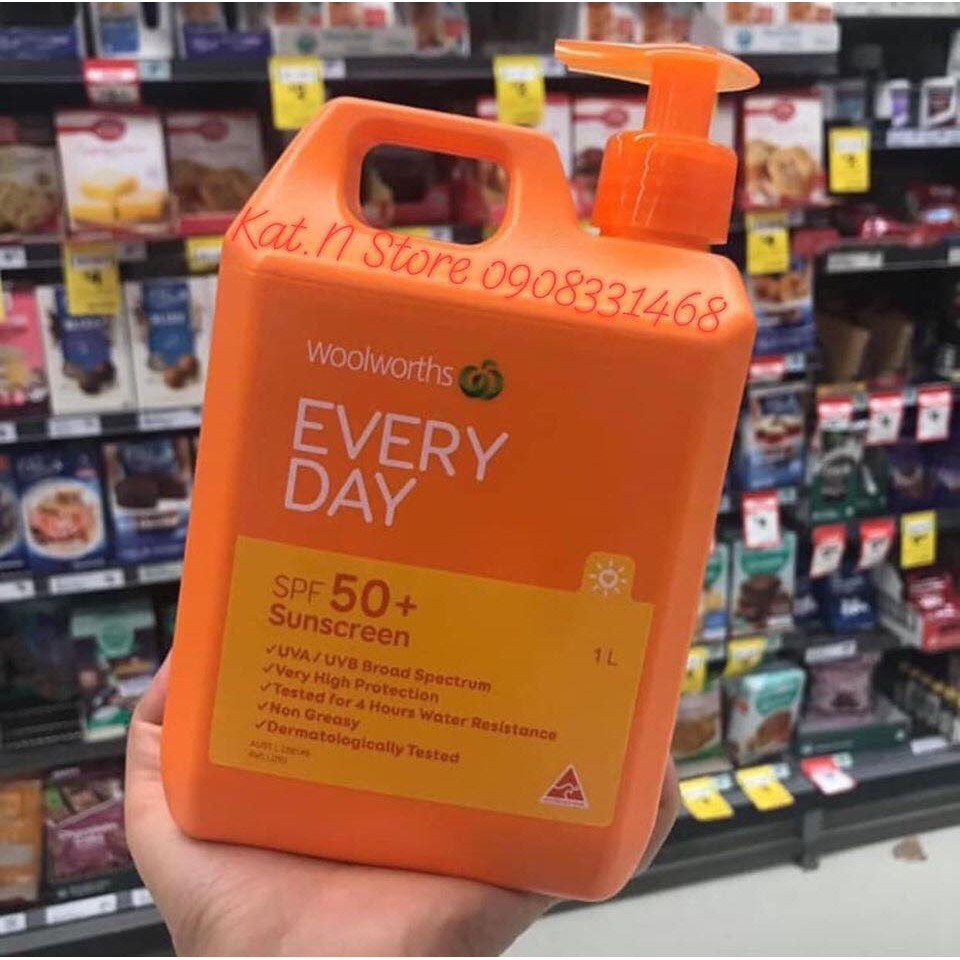 Kat.N Store 0908331468
Woolworths
EVERY
DAY
SPF 50+
Sunscreen
1L
✓UVA/UVB Broad Spectrum
✓Very High Protection
✓Tested for 4 Hours Water Resistance
✓Non Greasy
✓Dermatologically Tested